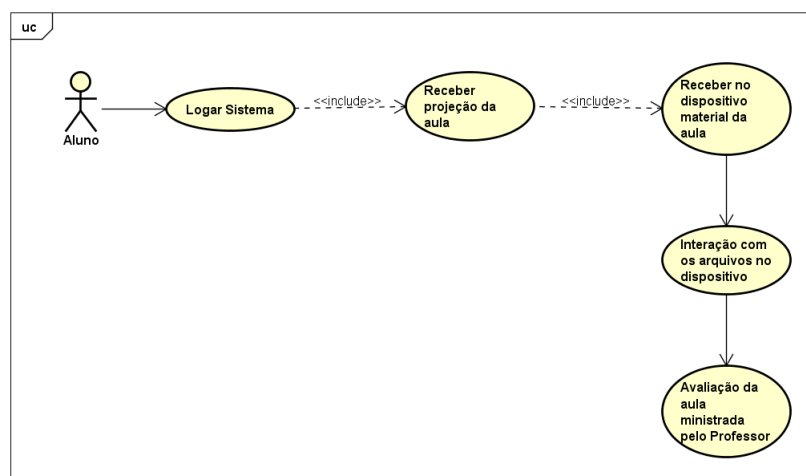 uc
Aluno
Logar Sistema
<<include>>
Receber
projeção da
aula
<<include>>
Receber no
dispositivo
material da
aula
Interação com
os arquivos no
dispositivo
Avaliação da
aula
ministrada
pelo Professor